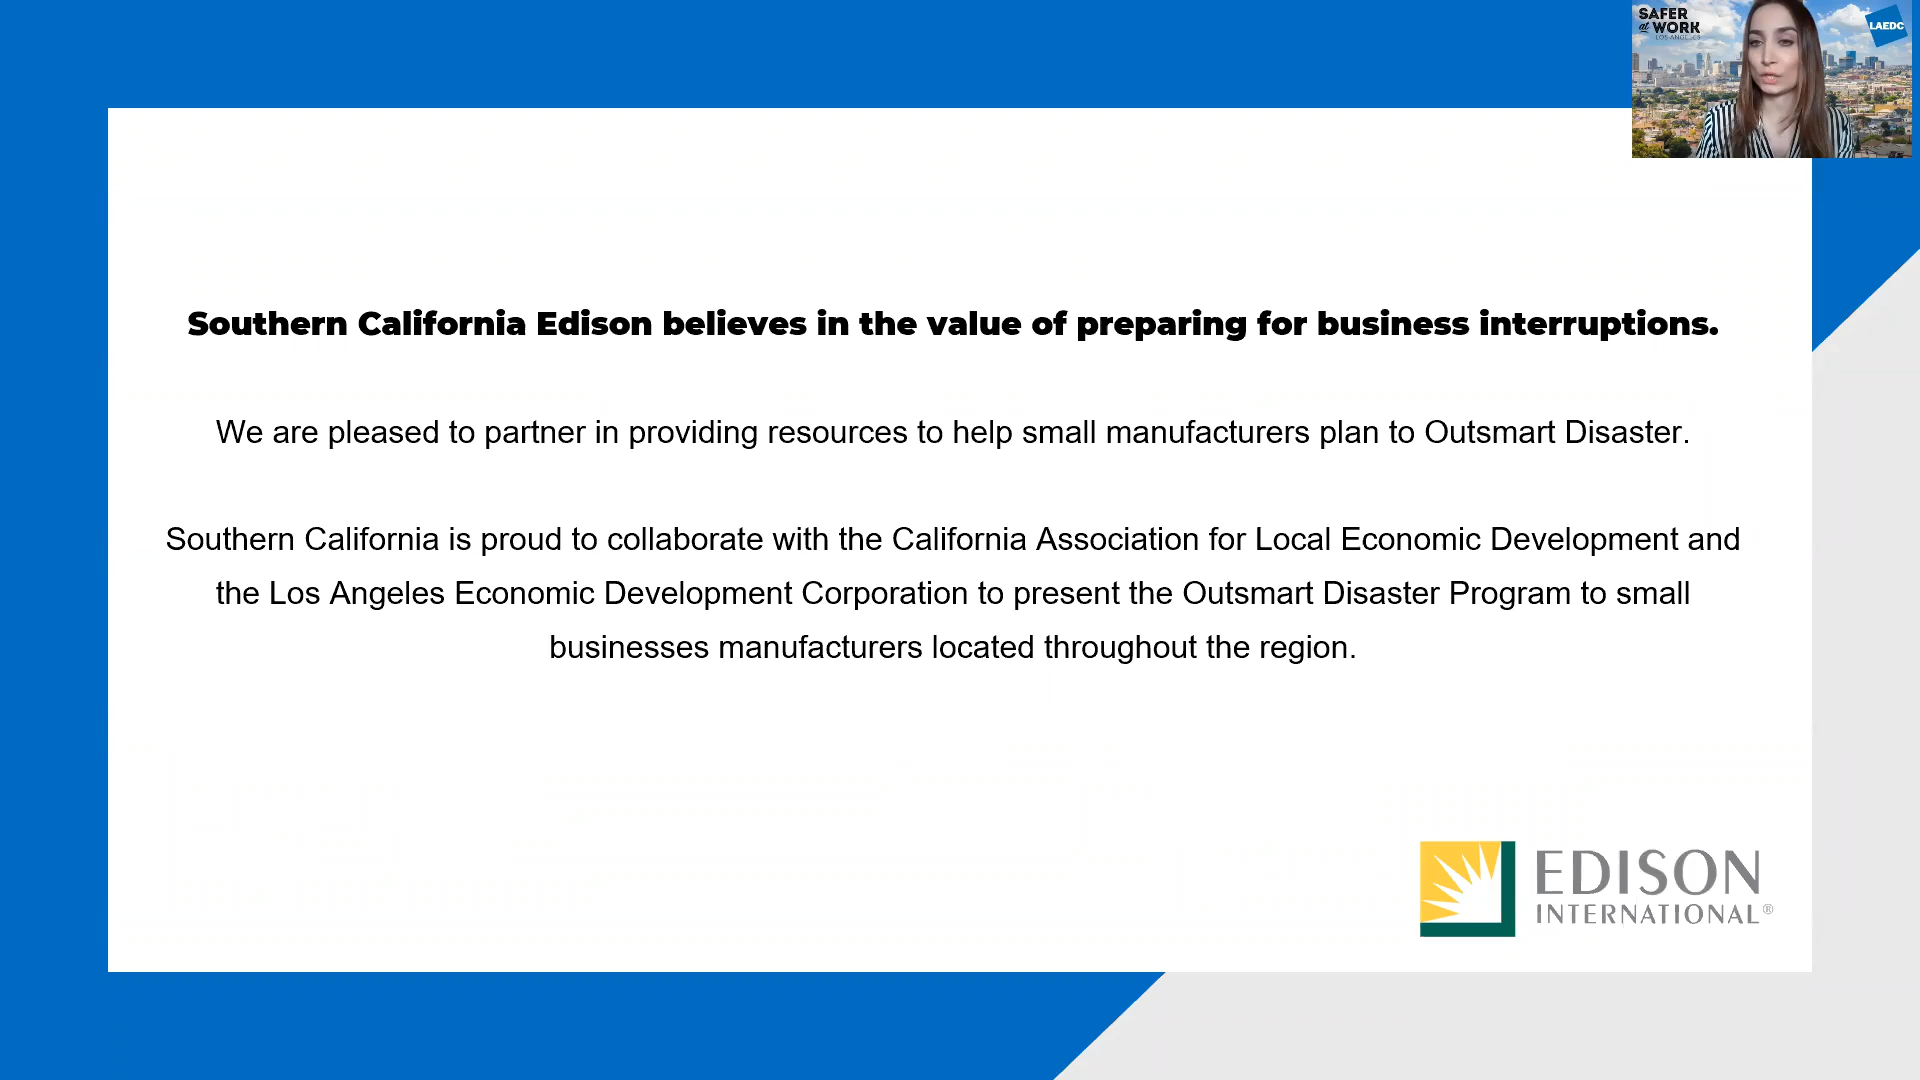 SAFER
at WORK
LOS ANGELES
LAEDC
Southern California Edison believes in the value of preparing for business interruptions.
We are pleased to partner in providing resources to help small manufacturers plan to Outsmart Disaster.
Southern California is proud to collaborate with the California Association for Local Economic Development and
the Los Angeles Economic Development Corporation to present the Outsmart Disaster Program to small
businesses manufacturers located throughout the region.
EDISON
INTERNATIONAL®